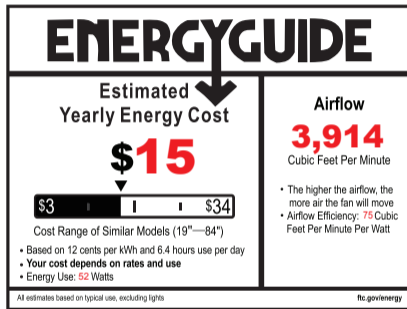 ENERGYGUIDE
Estimated
Yearly Energy Cost
$15
$3
$34
Cost Range of Similar Models (19"—84")
• Based on 12 cents per kWh and 6.4 hours use per day
• Your cost depends on rates and use
• Energy Use: 52 Watts
Airflow
3,914
Cubic Feet Per Minute
• The higher the airflow, the
more air the fan will move
• Airflow Efficiency: 75 Cubic
Feet Per Minute Per Watt
All estimates based on typical use, excluding lights
ftc.gov/energy